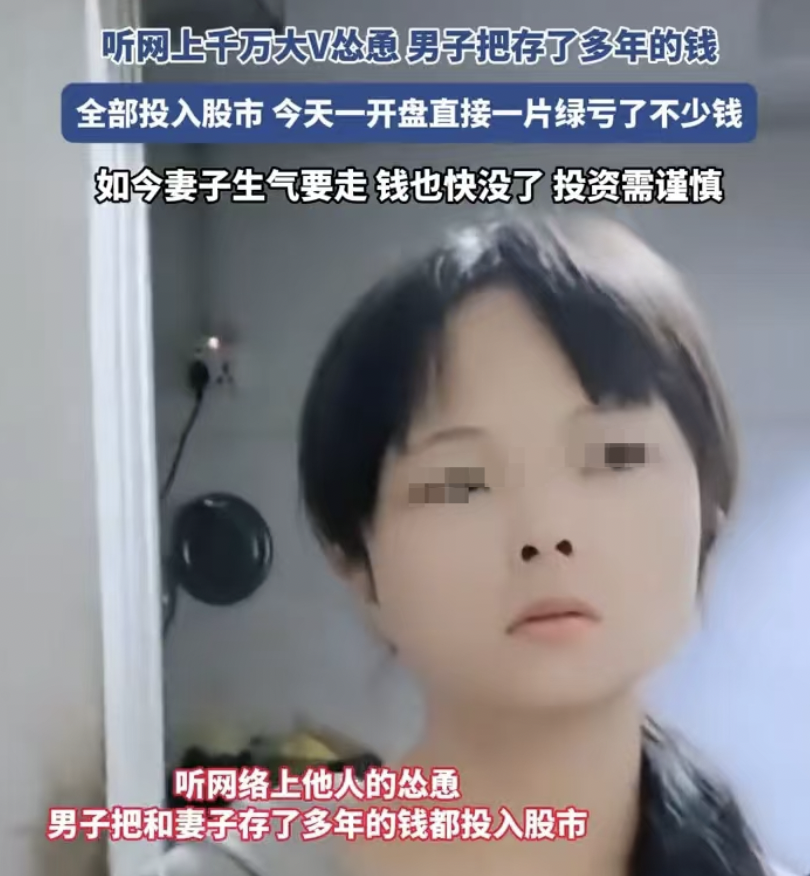 听网上千万大V怂恿 男子把存了多年的钱
全部投入股市 今天一开盘直接一片绿亏了不少钱
如今妻子生气要走 钱也快没了 投资需谨慎
听网络上他人的怂恿
男子把和妻子存了多年的钱都投入股市